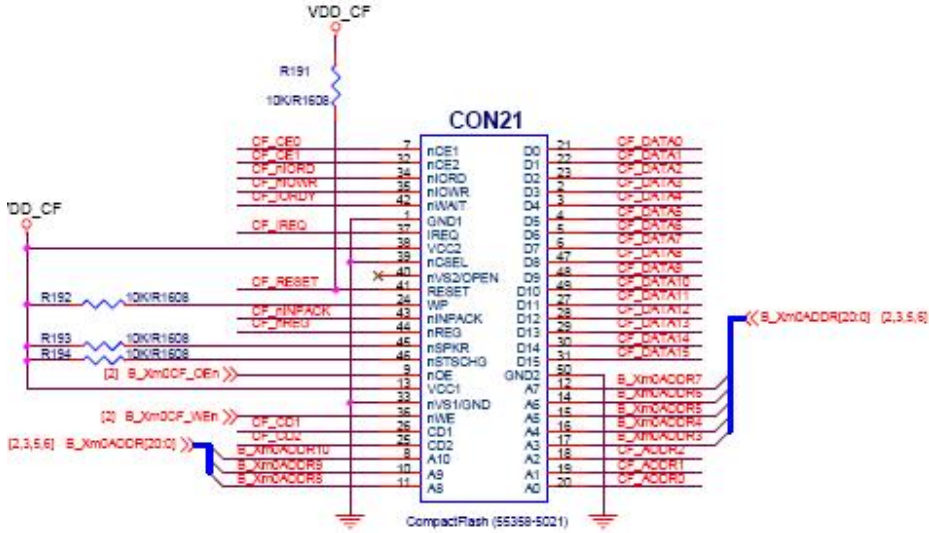 VDD_CF
R191
10K/R1608
CON21
CF_CE0 7 nCE1 D0 21 CF_DATA0
CF_CE1 32 nCE2 D1 22 CF_DATA1
CF_nIORD 34 nIORD D2 23 CF_DATA2
CF_nIOWR 35 nIOWR D3 2 CF_DATA3
CF_IORDY 42 nWAIT D4 3 CF_DATA4
DD_CF
1 GND1 D5 4 CF_DATA5
CF_IREQ 37 IREQ D6 5 CF_DATA6
38 VCC2 D7 6 CF_DATA7
39 nCSEL D8 47 CF_DATA8
40 nVS2/OPEN D9 48 CF_DATA9
CF_RESET 41 RESET D10 49 CF_DATA10
R192 10K/R1608 24 WP D11 27 CF_DATA11
CF_nINPACK 43 nINPACK D12 28 CF_DATA12
CF_nREG 44 nREG D13 29 CF_DATA13
B_Xm0ADDR[20:0] [2,3,5,6]
R193 10K/R1608 45 nSPKR D14 30 CF_DATA14
R194 10K/R1608 46 nSTSCHG D15 31 CF_DATA15
[2] B_Xm0CF_OEn 9 nOE GND2 50
13 VCC1 A7 12 B_Xm0ADDR7
33 nVS1/GND A6 14 B_Xm0ADDR6
[2] B_Xm0CF_WEn 36 nWE A5 15 B_Xm0ADDR5
CF_CD1 26 CD1 A4 16 B_Xm0ADDR4
CF_CD2 25 CD2 A3 17 B_Xm0ADDR3
[2,3,5,6] B_Xm0ADDR[20:0]
B_Xm0ADDR10 8 A10 A2 18 CF_ADDR2
B_Xm0ADDR9 10 A9 A1 19 CF_ADDR1
B_Xm0ADDR8 11 A8 A0 20 CF_ADDR0
CompactFlash (55358-5021)